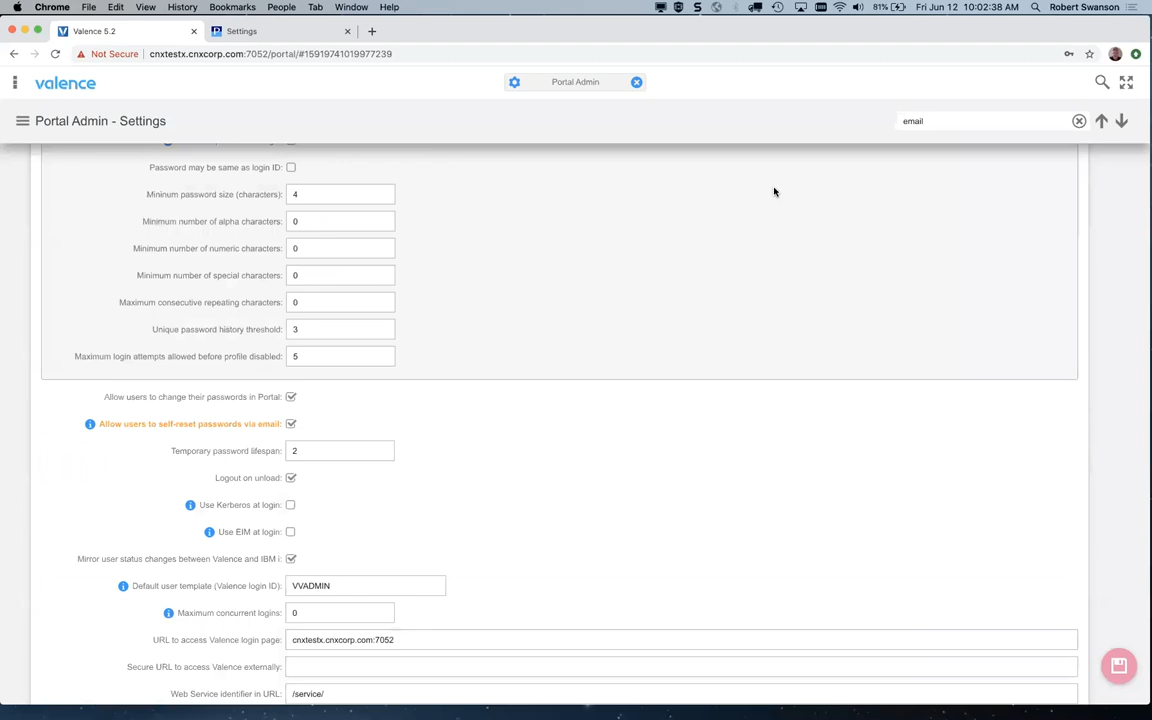 Chrome File Edit View History Bookmarks People Tab Window Help 81% Fri Jun 12 10:02:38 AM Robert Swanson
Valence 5.2 Settings
Not Secure cnxtestx.cnxcorp.com:7052/portal/#15919741019977239
valence Portal Admin
Portal Admin - Settings email
Password may be same as login ID:
Mininum password size (characters): 4
Minimum number of alpha characters: 0
Minimum number of numeric characters: 0
Minimum number of special characters: 0
Maximum consecutive repeating characters: 0
Unique password history threshold: 3
Maximum login attempts allowed before profile disabled: 5
Allow users to change their passwords in Portal:
Allow users to self-reset passwords via email:
Temporary password lifespan: 2
Logout on unload:
Use Kerberos at login:
Use EIM at login:
Mirror user status changes between Valence and IBM i:
Default user template (Valence login ID): VVADMIN
Maximum concurrent logins: 0
URL to access Valence login page: cnxtestx.cnxcorp.com:7052
Secure URL to access Valence externally:
Web Service identifier in URL: /service/